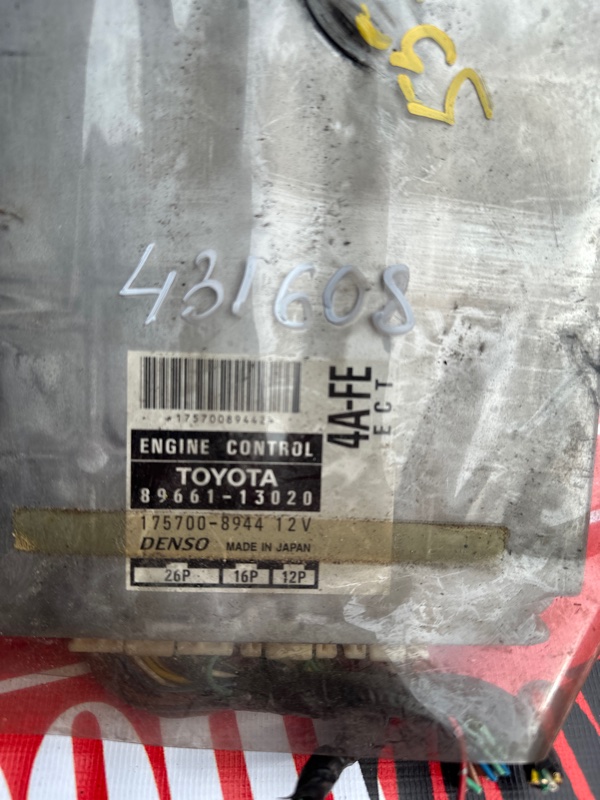 55
431608
*17570089442*
4A-FE
ECT
ENGINE CONTROL
TOYOTA
89661-13020
175700-8944 12V
DENSO MADE IN JAPAN
26P 16P 12P